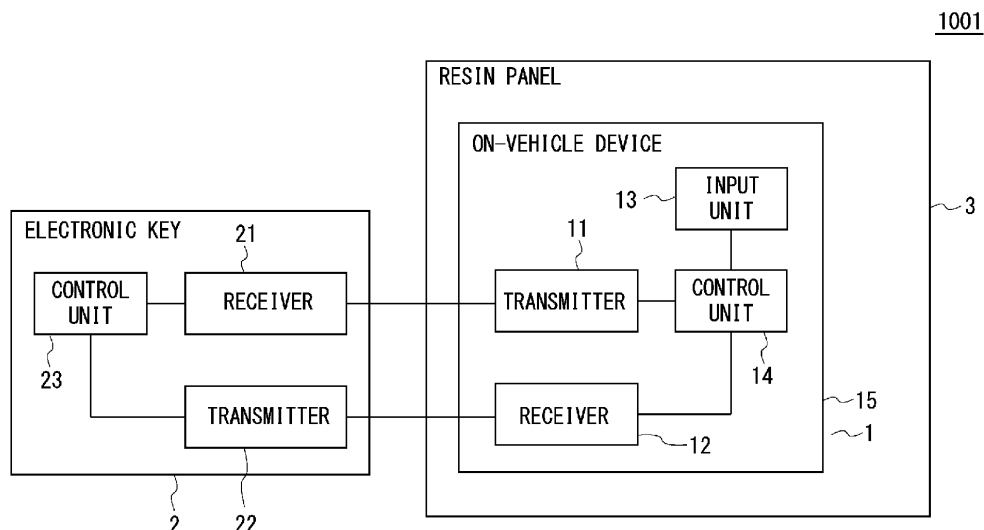 1001
RESIN PANEL
ON-VEHICLE DEVICE
INPUT
UNIT
13
3
ELECTRONIC KEY
21
11
CONTROL
UNIT
RECEIVER
TRANSMITTER
CONTROL
UNIT
23
14
TRANSMITTER
RECEIVER
15
12
1
2
22